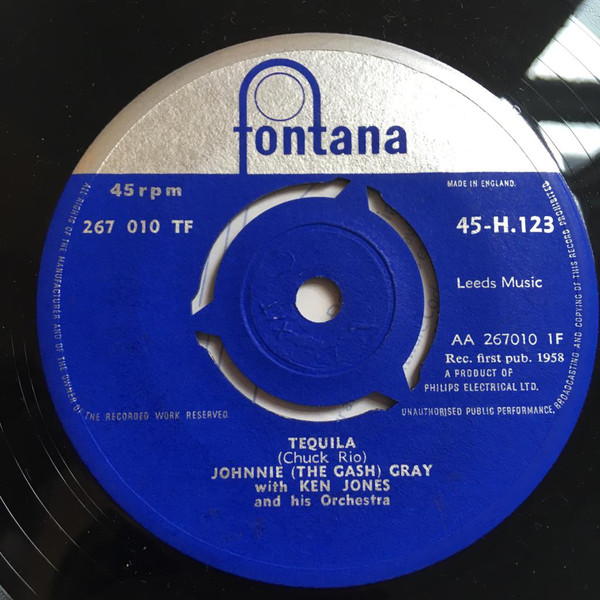 fontana
45rpm
MADE IN ENGLAND.
267 010 TF
45-H.123
Leeds Music
AA 267010 1F
Rec. first pub. 1958
A PRODUCT OF
PHILIPS ELECTRICAL LTD.
ALL RIGHTS OF THE MANUFACTURER AND OF THE OWNER OF THE RECORDED WORK RESERVED.
UNAUTHORISED PUBLIC PERFORMANCE, BROADCASTING AND COPYING OF THIS RECORD PROHIBITED
TEQUILA
(Chuck Rio)
JOHNNIE (THE GASH) GRAY
with KEN JONES
and his Orchestra